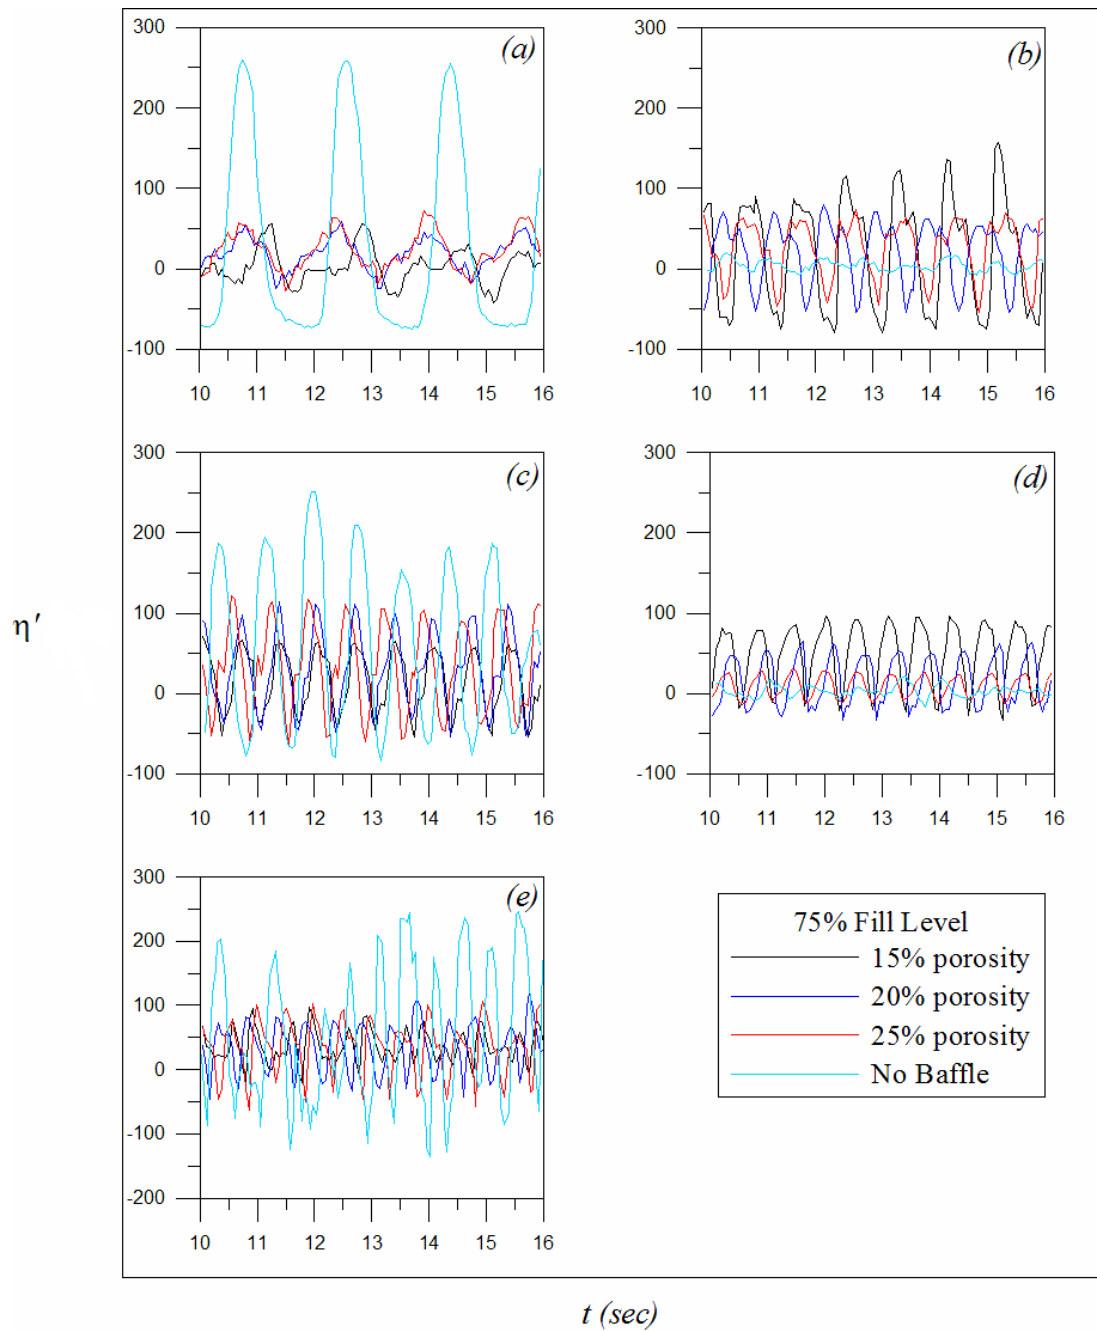 300
200
100
0
-100
10 11 12 13 14 15 16
(a)
300
200
100
0
-100
10 11 12 13 14 15 16
(b)
300
200
100
0
-100
10 11 12 13 14 15 16
(c)
300
200
100
0
-100
10 11 12 13 14 15 16
(d)
η'
300
200
100
0
-100
-200
10 11 12 13 14 15 16
(e)
75% Fill Level
15% porosity
20% porosity
25% porosity
No Baffle
t (sec)